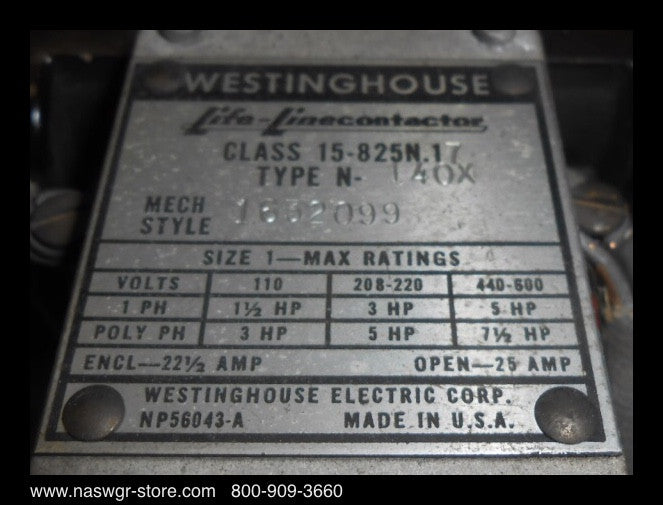 WESTINGHOUSE
Life-Linecontactor
CLASS 15-825N.17
TYPE N- 140X
MECH
STYLE 1632099
SIZE 1—MAX RATINGS
VOLTS 110 208-220 440-600
1 PH 1½ HP 3 HP 5 HP
POLY PH 3 HP 5 HP 7½ HP
ENCL—22½ AMP OPEN—25 AMP
WESTINGHOUSE ELECTRIC CORP.
NP56043-A MADE IN U.S.A.
www.naswgr-store.com 800-909-3660